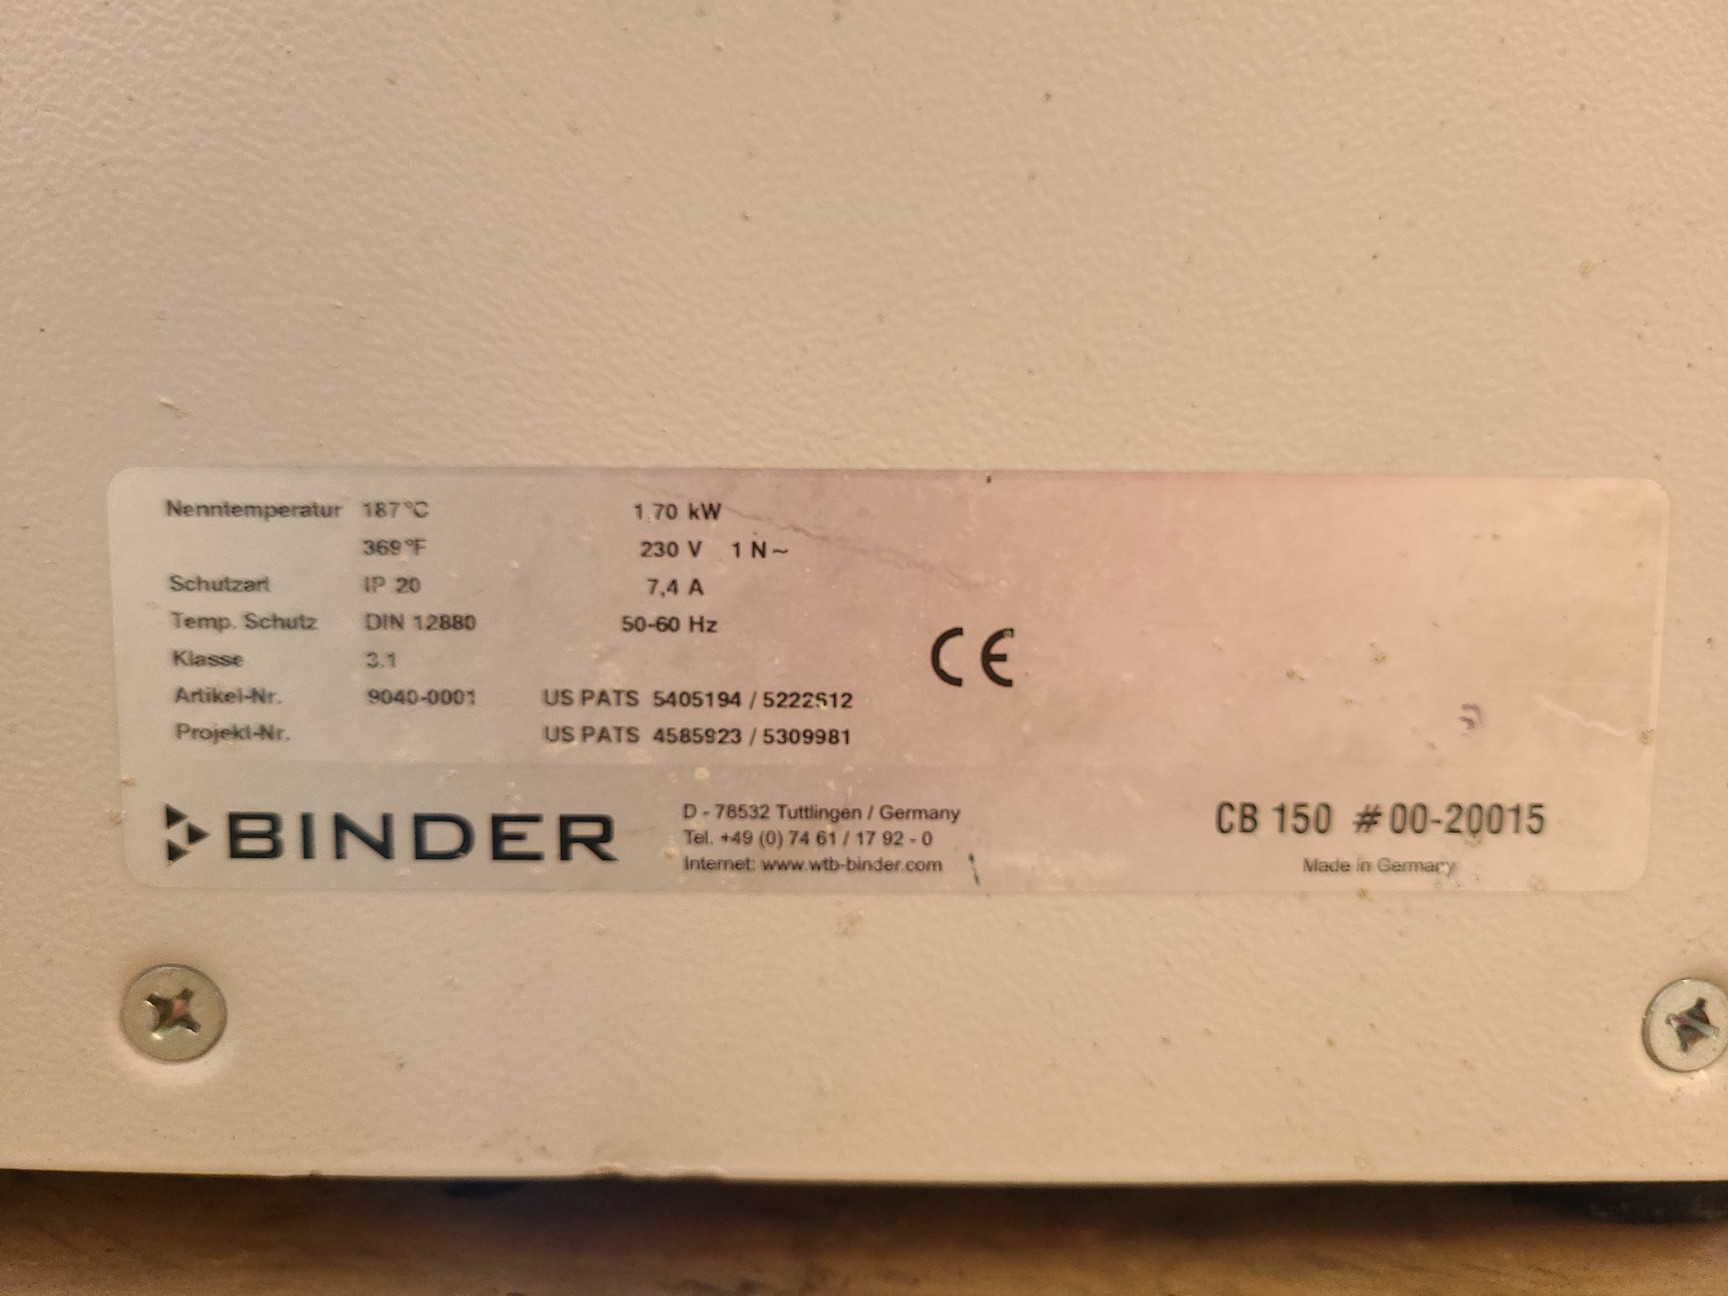 Nenntemperatur 187°C 1,70 kW
369°F 230 V 1 N~
Schutzart IP 20 7,4 A
Temp. Schutz DIN 12880 50-60 Hz
Klasse 3.1
CE
Artikel-Nr. 9040-0001 US PATS 5405194 / 5222612
Projekt-Nr. US PATS 4585923 / 5309981
BINDER
D - 78532 Tuttlingen / Germany
Tel. +49 (0) 74 61 / 17 92 - 0
Internet: www.wtb-binder.com
CB 150 #00-20015
Made in Germany